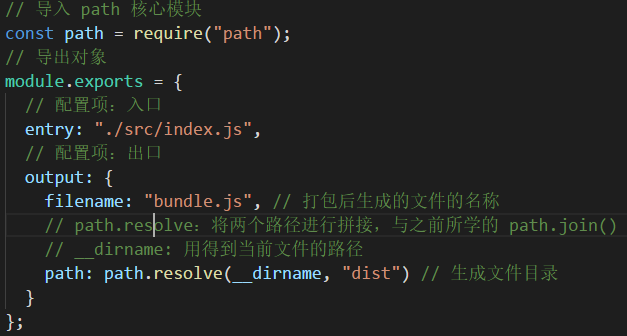 // 导入 path 核心模块
const path = require("path");
// 导出对象
module.exports = {
  // 配置项：入口
  entry: "./src/index.js",
  // 配置项：出口
  output: {
    filename: "bundle.js", // 打包后生成的文件的名称
    // path.resolve：将两个路径进行拼接，与之前所学的 path.join()
    // __dirname: 用得到当前文件的路径
    path: path.resolve(__dirname, "dist") // 生成文件目录
  }
};